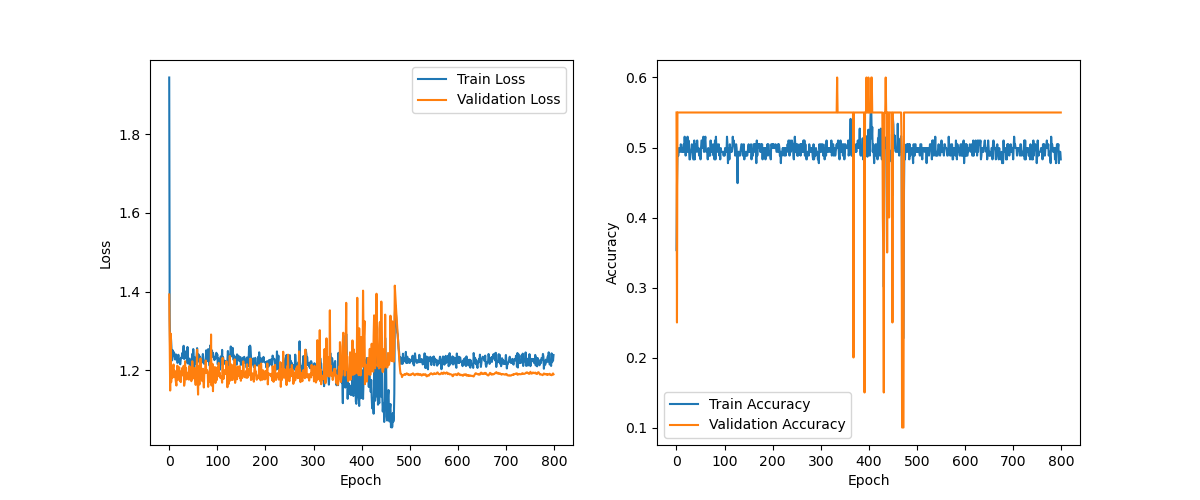 Train Loss
Validation Loss
1.8
1.6
1.4
1.2
Loss
0 100 200 300 400 500 600 700 800
Epoch
0.6
0.5
0.4
0.3
0.2
0.1
Accuracy
Train Accuracy
Validation Accuracy
0 100 200 300 400 500 600 700 800
Epoch